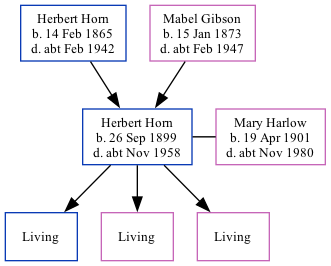 Herbert Horn
b. 14 Feb 1865
d. abt Feb 1942
Mabel Gibson
b. 15 Jan 1873
d. abt Feb 1947
Herbert Horn
b. 26 Sep 1899
d. abt Nov 1958
Mary Harlow
b. 19 Apr 1901
d. abt Nov 1980
Living
Living
Living